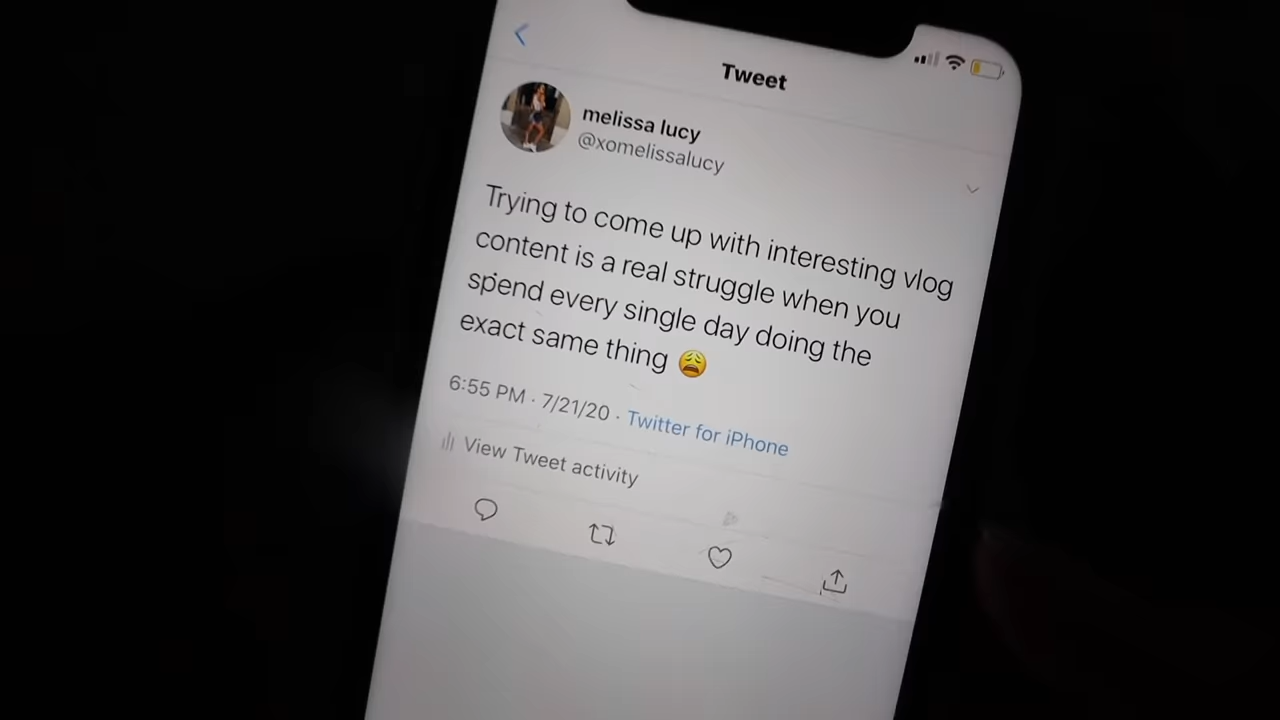 Tweet
melissa lucy
@xomelissalucy
Trying to come up with interesting vlog
content is a real struggle when you
spend every single day doing the
exact same thing 😩
6:55 PM · 7/21/20 · Twitter for iPhone
View Tweet activity